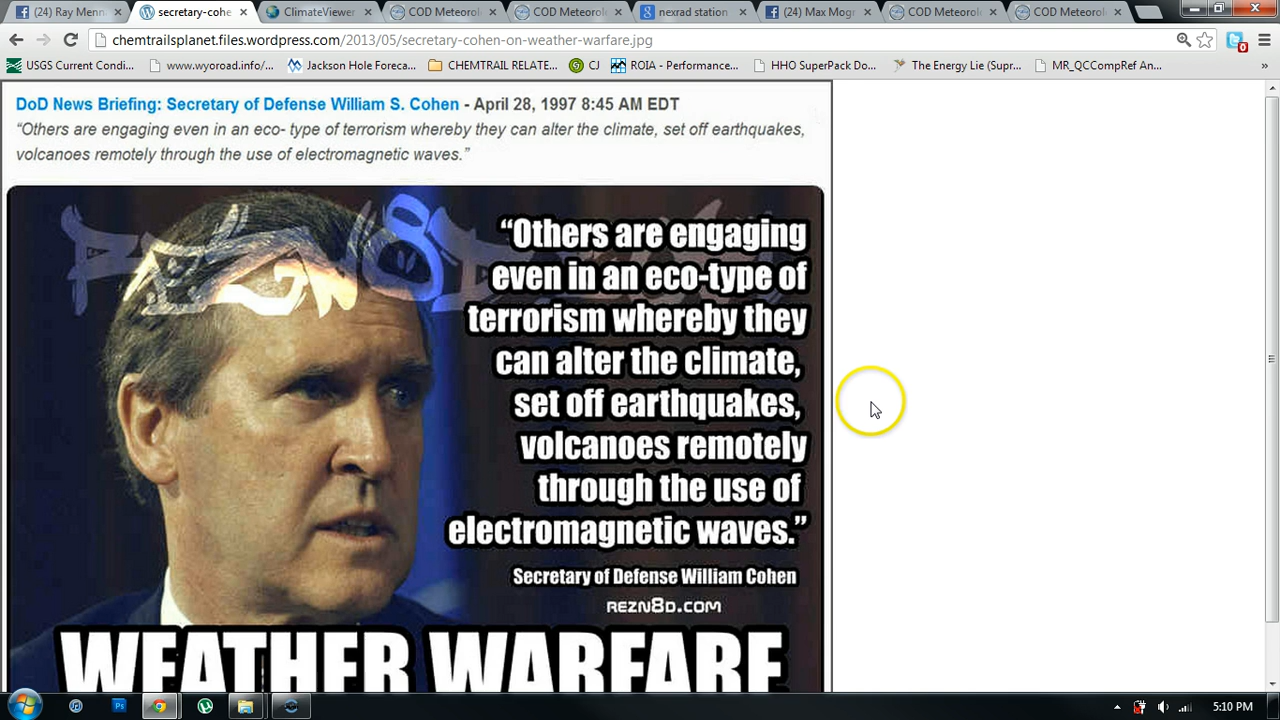 (24) Ray Menn
secretary-cohe
ClimateViewer
COD Meteorol
COD Meteorol
nexrad station
(24) Max Mogr
COD Meteorol
COD Meteorol
chemtrailsplanet.files.wordpress.com/2013/05/secretary-cohen-on-weather-warfare.jpg
0
USGS Current Condi...
www.wyoroad.info/...
Jackson Hole Foreca...
CHEMTRAIL RELATE...
CJ
ROIA - Performance...
HHO SuperPack Do...
The Energy Lie (Supr...
MR_QCCompRef An...
»
DoD News Briefing: Secretary of Defense William S. Cohen - April 28, 1997 8:45 AM EDT
“Others are engaging even in an eco- type of terrorism whereby they can alter the climate, set off earthquakes,
volcanoes remotely through the use of electromagnetic waves.”
“Others are engaging
even in an eco-type of
terrorism whereby they
can alter the climate,
set off earthquakes,
volcanoes remotely
through the use of
electromagnetic waves.”
Secretary of Defense William Cohen
REZN8D.COM
WEATHER WARFARE
5:10 PM